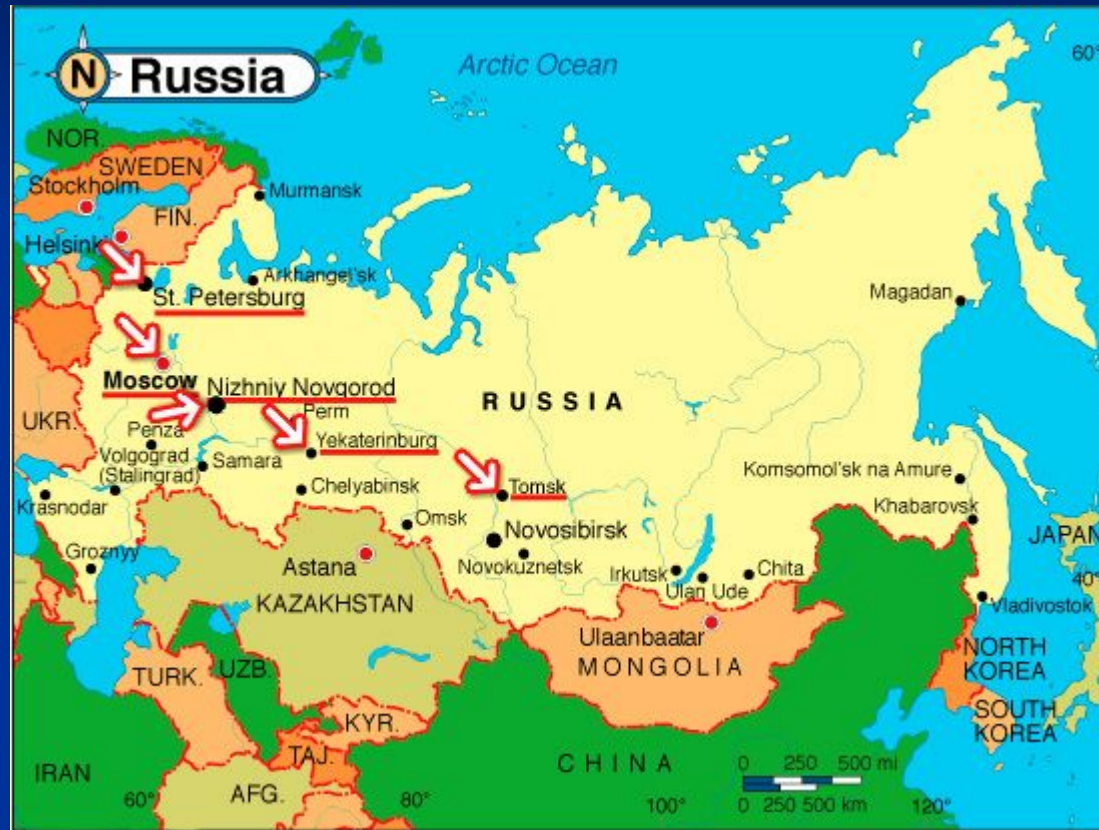 N Russia
Arctic Ocean
60°
NOR.
SWEDEN
Stockholm
Murmansk
FIN.
Helsinki
Arkhangel'sk
St. Petersburg
Magadan
Moscow
Nizhniy Novgorod
RUSSIA
Perm
UKR.
Penza
Yekaterinburg
Volgograd
(Stalingrad)
Samara
Komsomol'sk na Amure
Chelyabinsk
Tomsk
Krasnodar
Khabarovsk
Omsk
Novosibirsk
JAPAN
Groznyy
Astana
Novokuznetsk
Irkutsk
Chita
40°
Ulan Ude
KAZAKHSTAN
Vladivostok
Ulaanbaatar
MONGOLIA
NORTH
KOREA
UZB.
TURK.
SOUTH
KOREA
KYR.
TAJ.
CHINA
IRAN
0 250 500 mi
0 250 500 km
AFG.
60°
80°
100°
120°